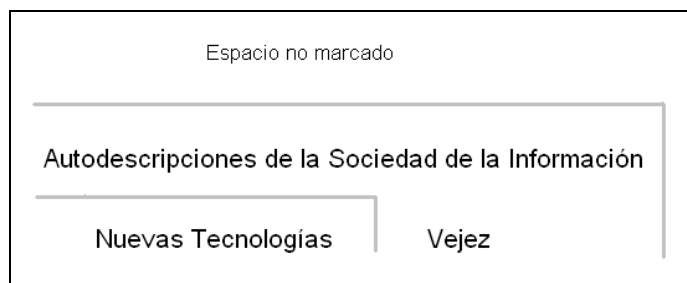 Espacio no marcado
Autodescripciones de la Sociedad de la Información
Nuevas Tecnologías Vejez